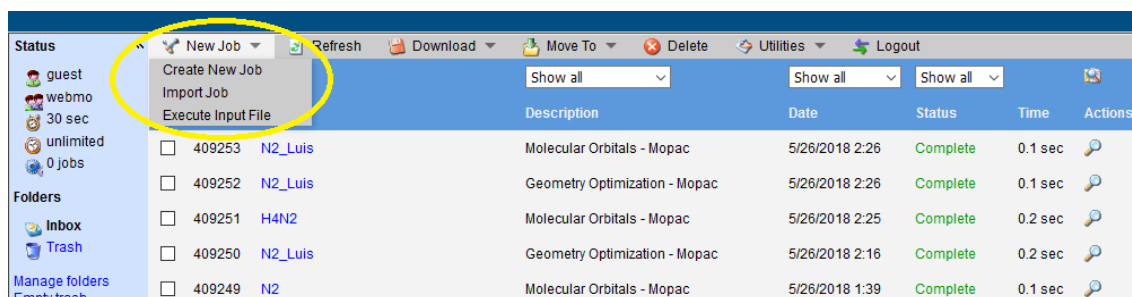 Status
guest
webmo
30 sec
unlimited
0 jobs
Folders
Inbox
Trash
Manage folders
Empty trash
New Job Refresh Download Move To Delete Utilities Logout
Create New Job
Import Job
Execute Input File
Show all Show all Show all
Description Date Status Time Actions
409253 N2_Luis Molecular Orbitals - Mopac 5/26/2018 2:26 Complete 0.1 sec
409252 N2_Luis Geometry Optimization - Mopac 5/26/2018 2:26 Complete 0.1 sec
409251 H4N2 Molecular Orbitals - Mopac 5/26/2018 2:25 Complete 0.2 sec
409250 N2_Luis Geometry Optimization - Mopac 5/26/2018 2:16 Complete 0.2 sec
409249 N2 Molecular Orbitals - Mopac 5/26/2018 1:39 Complete 0.1 sec